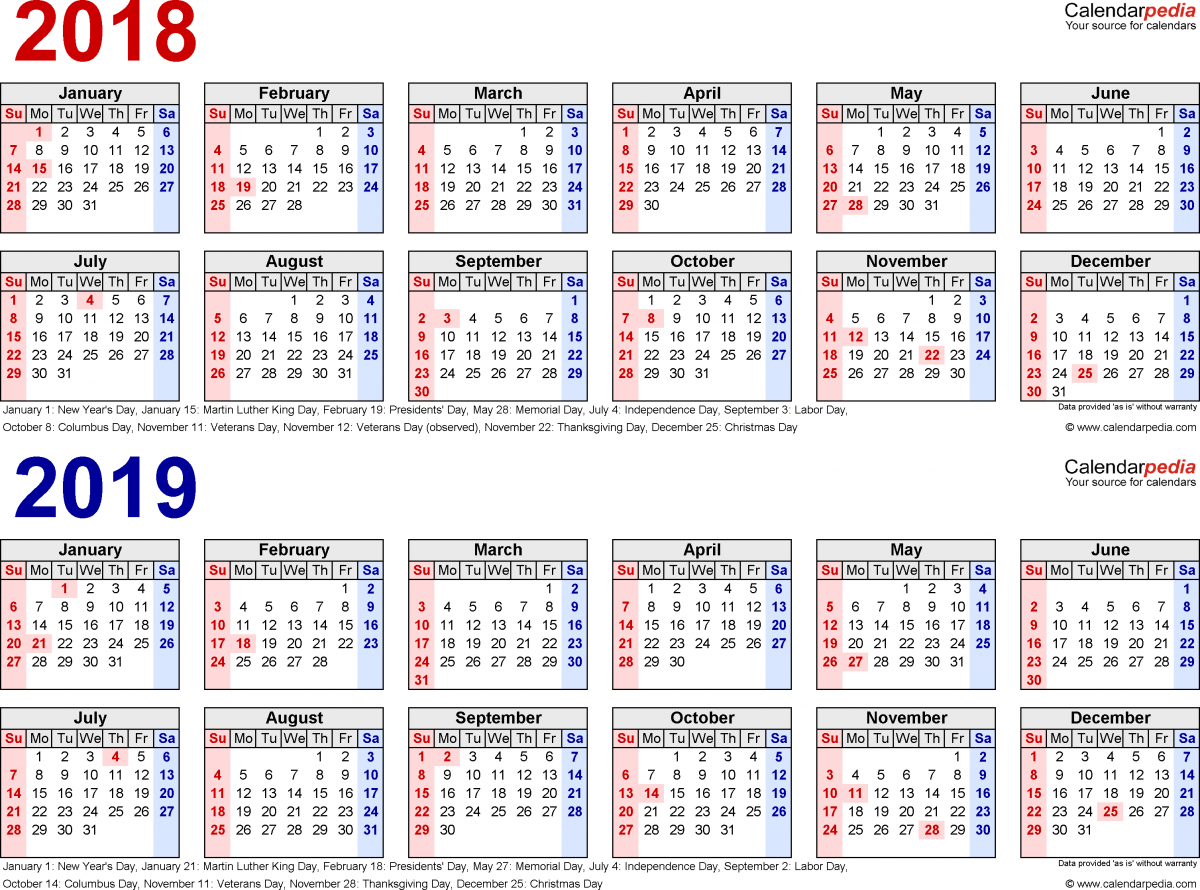 2018
Calendarpedia
Your source for calendars
January February March April May June
Su Mo Tu We Th Fr Sa Su Mo Tu We Th Fr Sa Su Mo Tu We Th Fr Sa Su Mo Tu We Th Fr Sa Su Mo Tu We Th Fr Sa Su Mo Tu We Th Fr Sa
1 2 3 4 5 6 1 2 3 1 2 3 1 2 3 4 5 6 7 1 2 3 4 5 1 2
7 8 9 10 11 12 13 4 5 6 7 8 9 10 4 5 6 7 8 9 10 8 9 10 11 12 13 14 6 7 8 9 10 11 12 3 4 5 6 7 8 9
14 15 16 17 18 19 20 11 12 13 14 15 16 17 11 12 13 14 15 16 17 15 16 17 18 19 20 21 13 14 15 16 17 18 19 10 11 12 13 14 15 16
21 22 23 24 25 26 27 18 19 20 21 22 23 24 18 19 20 21 22 23 24 22 23 24 25 26 27 28 20 21 22 23 24 25 26 17 18 19 20 21 22 23
28 29 30 31 25 26 27 28 25 26 27 28 29 30 31 29 30 27 28 29 30 31 24 25 26 27 28 29 30
July August September October November December
Su Mo Tu We Th Fr Sa Su Mo Tu We Th Fr Sa Su Mo Tu We Th Fr Sa Su Mo Tu We Th Fr Sa Su Mo Tu We Th Fr Sa Su Mo Tu We Th Fr Sa
1 2 3 4 5 6 7 1 2 3 4 1 1 2 3 4 5 6 1 2 3 1
8 9 10 11 12 13 14 5 6 7 8 9 10 11 2 3 4 5 6 7 8 7 8 9 10 11 12 13 4 5 6 7 8 9 10 2 3 4 5 6 7 8
15 16 17 18 19 20 21 12 13 14 15 16 17 18 9 10 11 12 13 14 15 14 15 16 17 18 19 20 11 12 13 14 15 16 17 9 10 11 12 13 14 15
22 23 24 25 26 27 28 19 20 21 22 23 24 25 16 17 18 19 20 21 22 21 22 23 24 25 26 27 18 19 20 21 22 23 24 16 17 18 19 20 21 22
29 30 31 26 27 28 29 30 31 23 24 25 26 27 28 29 28 29 30 31 25 26 27 28 29 30 23 24 25 26 27 28 29
30 30 31
January 1: New Year's Day, January 15: Martin Luther King Day, February 19: Presidents' Day, May 28: Memorial Day, July 4: Independence Day, September 3: Labor Day,
Data provided 'as is' without warranty
October 8: Columbus Day, November 11: Veterans Day, November 12: Veterans Day (observed), November 22: Thanksgiving Day, December 25: Christmas Day
© www.calendarpedia.com
2019
Calendarpedia
Your source for calendars
January February March April May June
Su Mo Tu We Th Fr Sa Su Mo Tu We Th Fr Sa Su Mo Tu We Th Fr Sa Su Mo Tu We Th Fr Sa Su Mo Tu We Th Fr Sa Su Mo Tu We Th Fr Sa
1 2 3 4 5 1 2 1 2 1 2 3 4 5 6 1 2 3 4 1
6 7 8 9 10 11 12 3 4 5 6 7 8 9 3 4 5 6 7 8 9 7 8 9 10 11 12 13 5 6 7 8 9 10 11 2 3 4 5 6 7 8
13 14 15 16 17 18 19 10 11 12 13 14 15 16 10 11 12 13 14 15 16 14 15 16 17 18 19 20 12 13 14 15 16 17 18 9 10 11 12 13 14 15
20 21 22 23 24 25 26 17 18 19 20 21 22 23 17 18 19 20 21 22 23 21 22 23 24 25 26 27 19 20 21 22 23 24 25 16 17 18 19 20 21 22
27 28 29 30 31 24 25 26 27 28 24 25 26 27 28 29 30 28 29 30 26 27 28 29 30 31 23 24 25 26 27 28 29
31 30
July August September October November December
Su Mo Tu We Th Fr Sa Su Mo Tu We Th Fr Sa Su Mo Tu We Th Fr Sa Su Mo Tu We Th Fr Sa Su Mo Tu We Th Fr Sa Su Mo Tu We Th Fr Sa
1 2 3 4 5 6 1 2 3 1 2 3 4 5 6 7 1 2 3 4 5 1 2 1 2 3 4 5 6 7
7 8 9 10 11 12 13 4 5 6 7 8 9 10 8 9 10 11 12 13 14 6 7 8 9 10 11 12 3 4 5 6 7 8 9 8 9 10 11 12 13 14
14 15 16 17 18 19 20 11 12 13 14 15 16 17 15 16 17 18 19 20 21 13 14 15 16 17 18 19 10 11 12 13 14 15 16 15 16 17 18 19 20 21
21 22 23 24 25 26 27 18 19 20 21 22 23 24 22 23 24 25 26 27 28 20 21 22 23 24 25 26 17 18 19 20 21 22 23 22 23 24 25 26 27 28
28 29 30 31 25 26 27 28 29 30 31 29 30 27 28 29 30 31 24 25 26 27 28 29 30 29 30 31
January 1: New Year's Day, January 21: Martin Luther King Day, February 18: Presidents' Day, May 27: Memorial Day, July 4: Independence Day, September 2: Labor Day,
Data provided 'as is' without warranty
October 14: Columbus Day, November 11: Veterans Day, November 28: Thanksgiving Day, December 25: Christmas Day
© www.calendarpedia.com